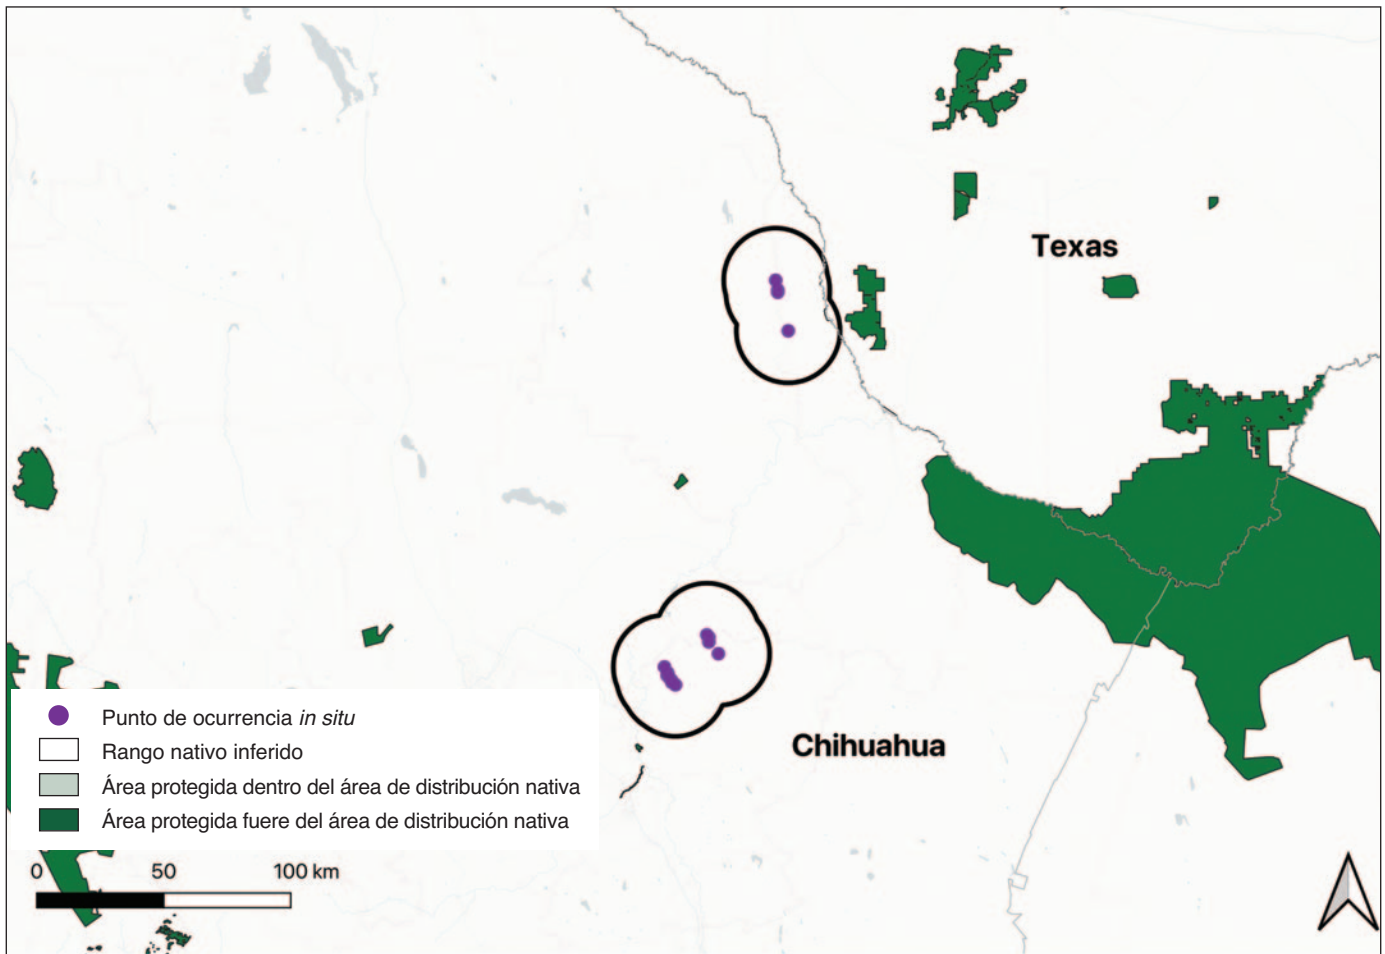 Texas
Chihuahua
Punto de ocurrencia in situ
Rango nativo inferido
Área protegida dentro del área de distribución nativa
Área protegida fuere del área de distribución nativa
0 50 100 km